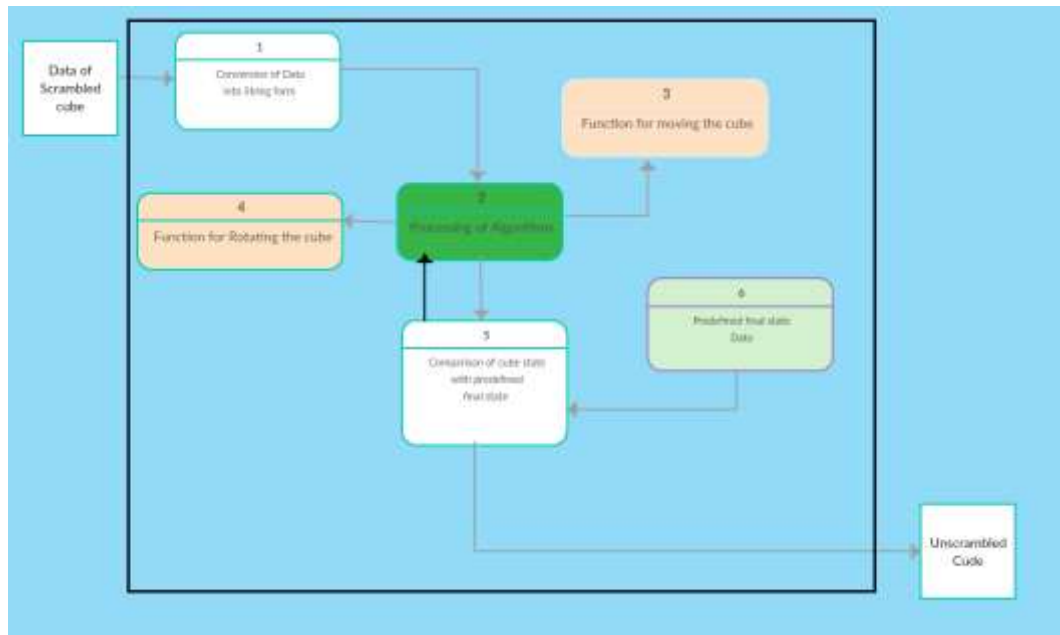 Data of
Scrambled
cube
1
Conversion of Data
into String form
3
Function for moving the cube
2
Processing of Algorithms
4
Function for Rotating the cube
6
Predefined final state
Data
5
Comparison of cube state
with predefined
final state
Unscrambled
Cude